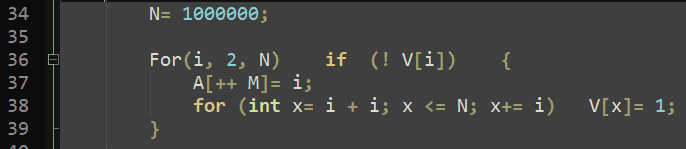 34 N= 1000000;
35
36 For(i, 2, N) if (! V[i]) {
37 A[++ M]= i;
38 for (int x= i + i; x <= N; x+= i) V[x]= 1;
39 }